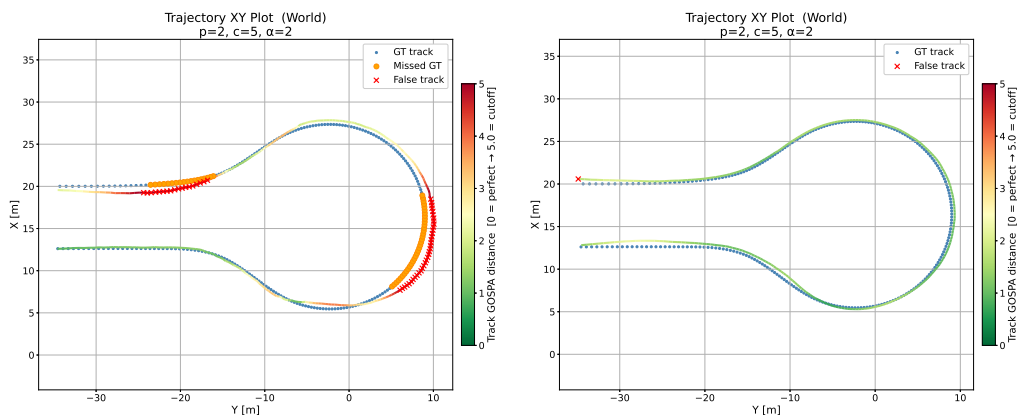 Trajectory XY Plot  (World)
p=2, c=5, α=2
GT track
Missed GT
False track
35
30
25
20
15
10
5
0
X [m]
−30
−20
−10
0
10
Y [m]
5
4
3
2
1
0
Track GOSPA distance  [0 = perfect → 5.0 = cutoff]
Trajectory XY Plot  (World)
p=2, c=5, α=2
GT track
False track
35
30
25
20
15
10
5
0
X [m]
−30
−20
−10
0
10
Y [m]
5
4
3
2
1
0
Track GOSPA distance  [0 = perfect → 5.0 = cutoff]